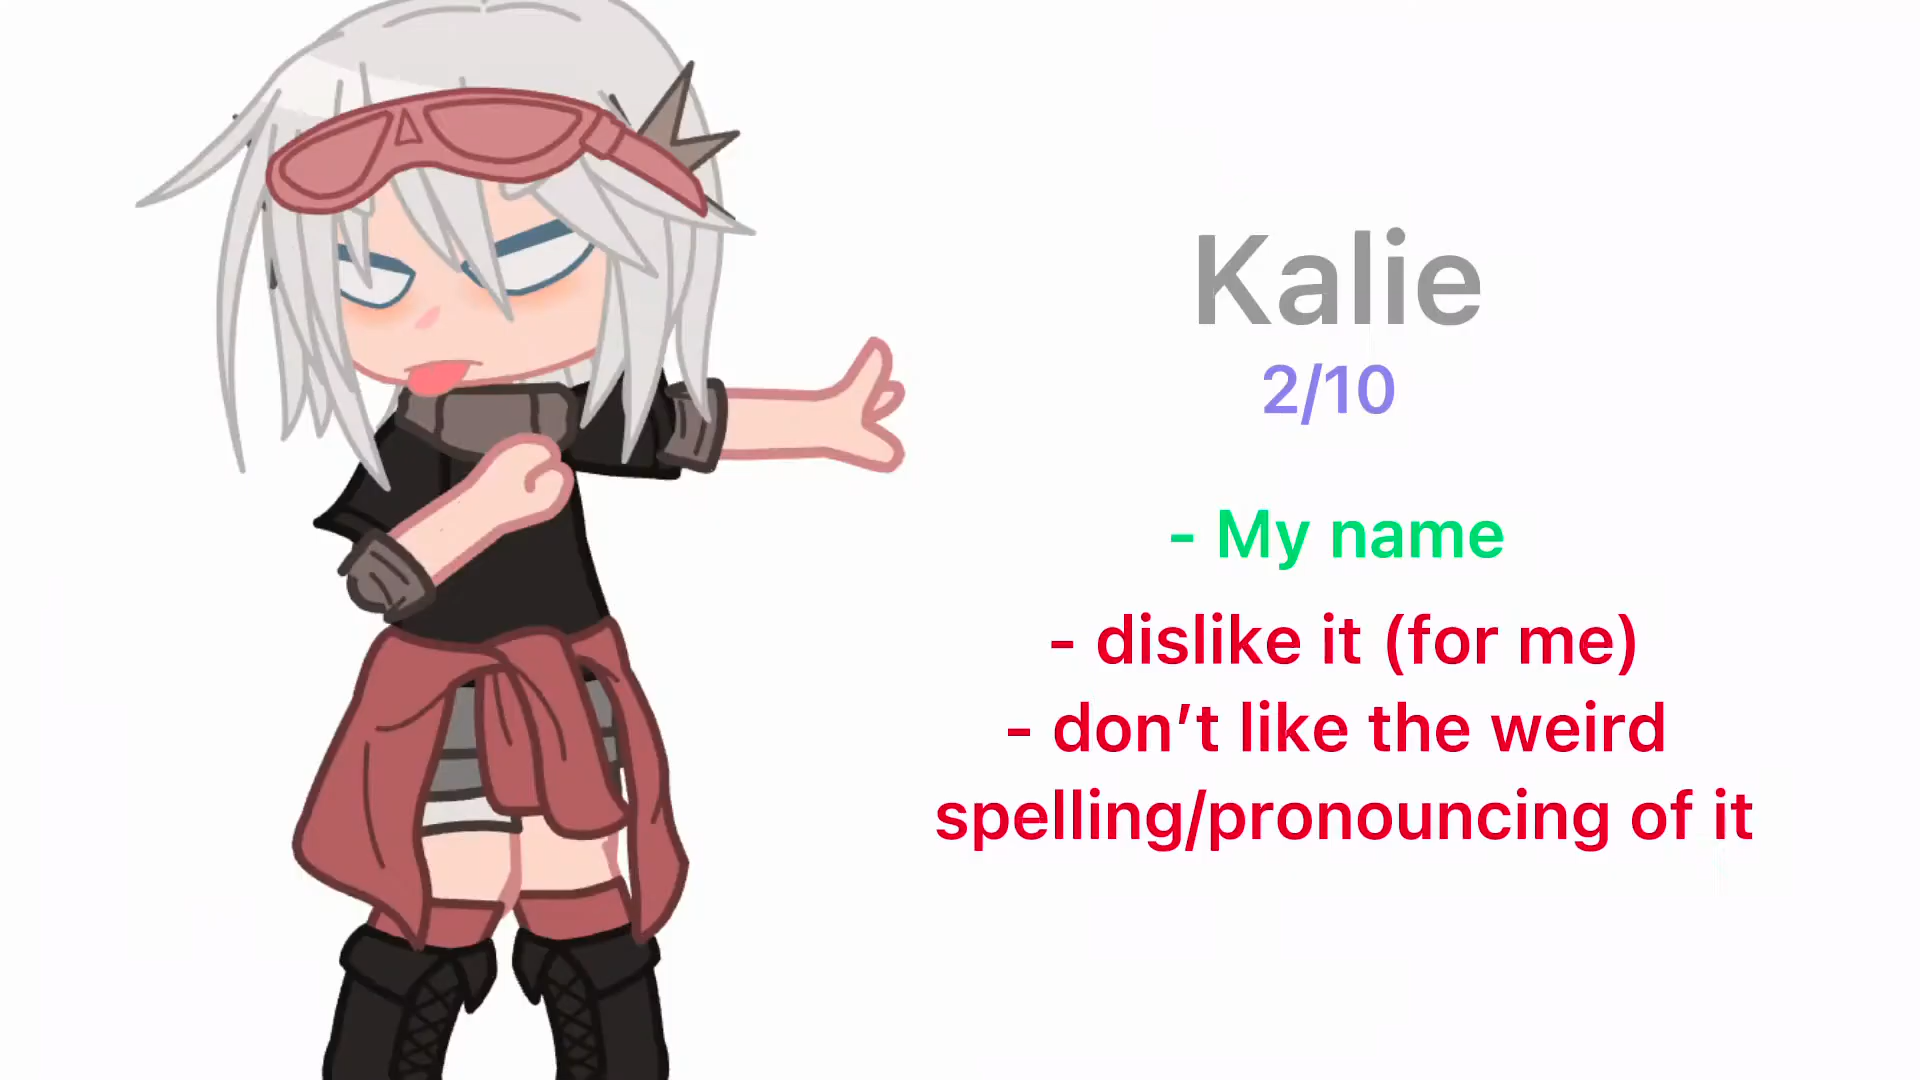 Kalie
2/10
- My name
- dislike it (for me)
- don’t like the weird
spelling/pronouncing of it